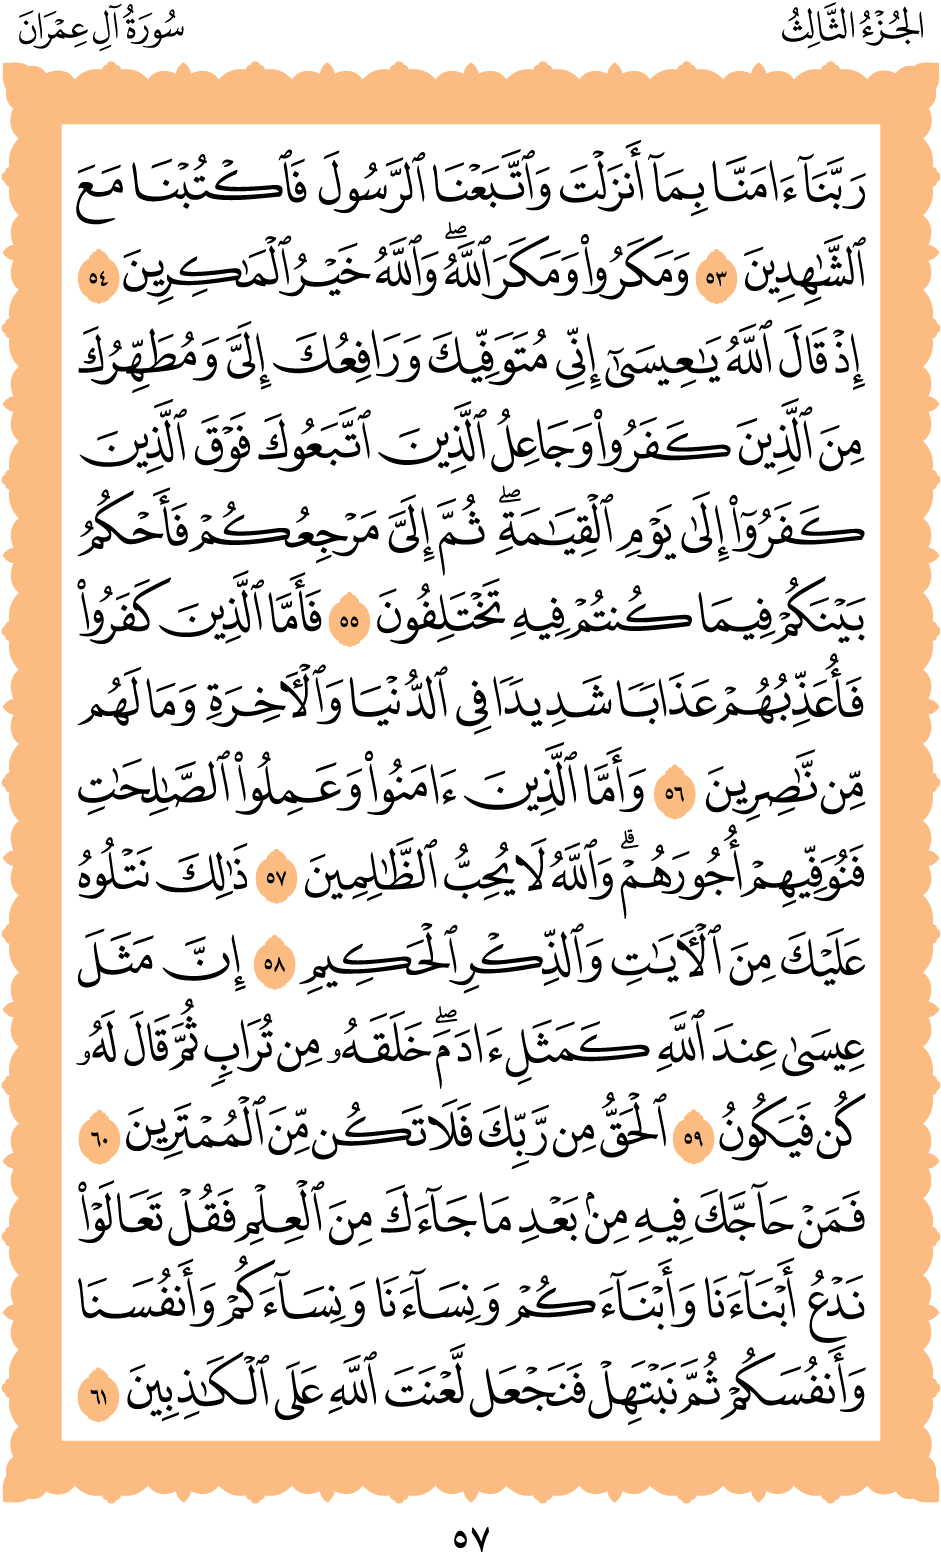 الجُزْءُ الثَّالِثُ
سُورَةُ آلِ عِمْرَانَ
رَبَّنَآ ءَامَنَّا بِمَآ أَنزَلْتَ وَٱتَّبَعْنَا ٱلرَّسُولَ فَٱكْتُبْنَا مَعَ
ٱلشَّـٰهِدِينَ ٥٣ وَمَكَرُوا۟ وَمَكَرَ ٱللَّهُ ۖ وَٱللَّهُ خَيْرُ ٱلْمَـٰكِرِينَ ٥٤
إِذْ قَالَ ٱللَّهُ يَـٰعِيسَىٰٓ إِنِّى مُتَوَفِّيكَ وَرَافِعُكَ إِلَىَّ وَمُطَهِّرُكَ
مِنَ ٱلَّذِينَ كَفَرُوا۟ وَجَاعِلُ ٱلَّذِينَ ٱتَّبَعُوكَ فَوْقَ ٱلَّذِينَ
كَفَرُوٓا۟ إِلَىٰ يَوْمِ ٱلْقِيَـٰمَةِ ۖ ثُمَّ إِلَىَّ مَرْجِعُكُمْ فَأَحْكُمُ
بَيْنَكُمْ فِيمَا كُنتُمْ فِيهِ تَخْتَلِفُونَ ٥٥ فَأَمَّا ٱلَّذِينَ كَفَرُوا۟
فَأُعَذِّبُهُمْ عَذَابًا شَدِيدًا فِى ٱلدُّنْيَا وَٱلْـَٔاخِرَةِ وَمَا لَهُم
مِّن نَّـٰصِرِينَ ٥٦ وَأَمَّا ٱلَّذِينَ ءَامَنُوا۟ وَعَمِلُوا۟ ٱلصَّـٰلِحَـٰتِ
فَنُوَفِّيهِمْ أُجُورَهُمْ ۗ وَٱللَّهُ لَا يُحِبُّ ٱلظَّـٰلِمِينَ ٥٧ ذَٰلِكَ نَتْلُوهُ
عَلَيْكَ مِنَ ٱلْـَٔايَـٰتِ وَٱلذِّكْرِ ٱلْحَكِيمِ ٥٨ إِنَّ مَثَلَ
عِيسَىٰ عِندَ ٱللَّهِ كَمَثَلِ ءَادَمَ ۖ خَلَقَهُۥ مِن تُرَابٍ ثُمَّ قَالَ لَهُۥ
كُن فَيَكُونُ ٥٩ ٱلْحَقُّ مِن رَّبِّكَ فَلَا تَكُن مِّنَ ٱلْمُمْتَرِينَ ٦٠
فَمَنْ حَآجَّكَ فِيهِ مِنۢ بَعْدِ مَا جَآءَكَ مِنَ ٱلْعِلْمِ فَقُلْ تَعَالَوْا۟
نَدْعُ أَبْنَآءَنَا وَأَبْنَآءَكُمْ وَنِسَآءَنَا وَنِسَآءَكُمْ وَأَنفُسَنَا
وَأَنفُسَكُمْ ثُمَّ نَبْتَهِلْ فَنَجْعَل لَّعْنَتَ ٱللَّهِ عَلَى ٱلْكَـٰذِبِينَ ٦١
٥٧